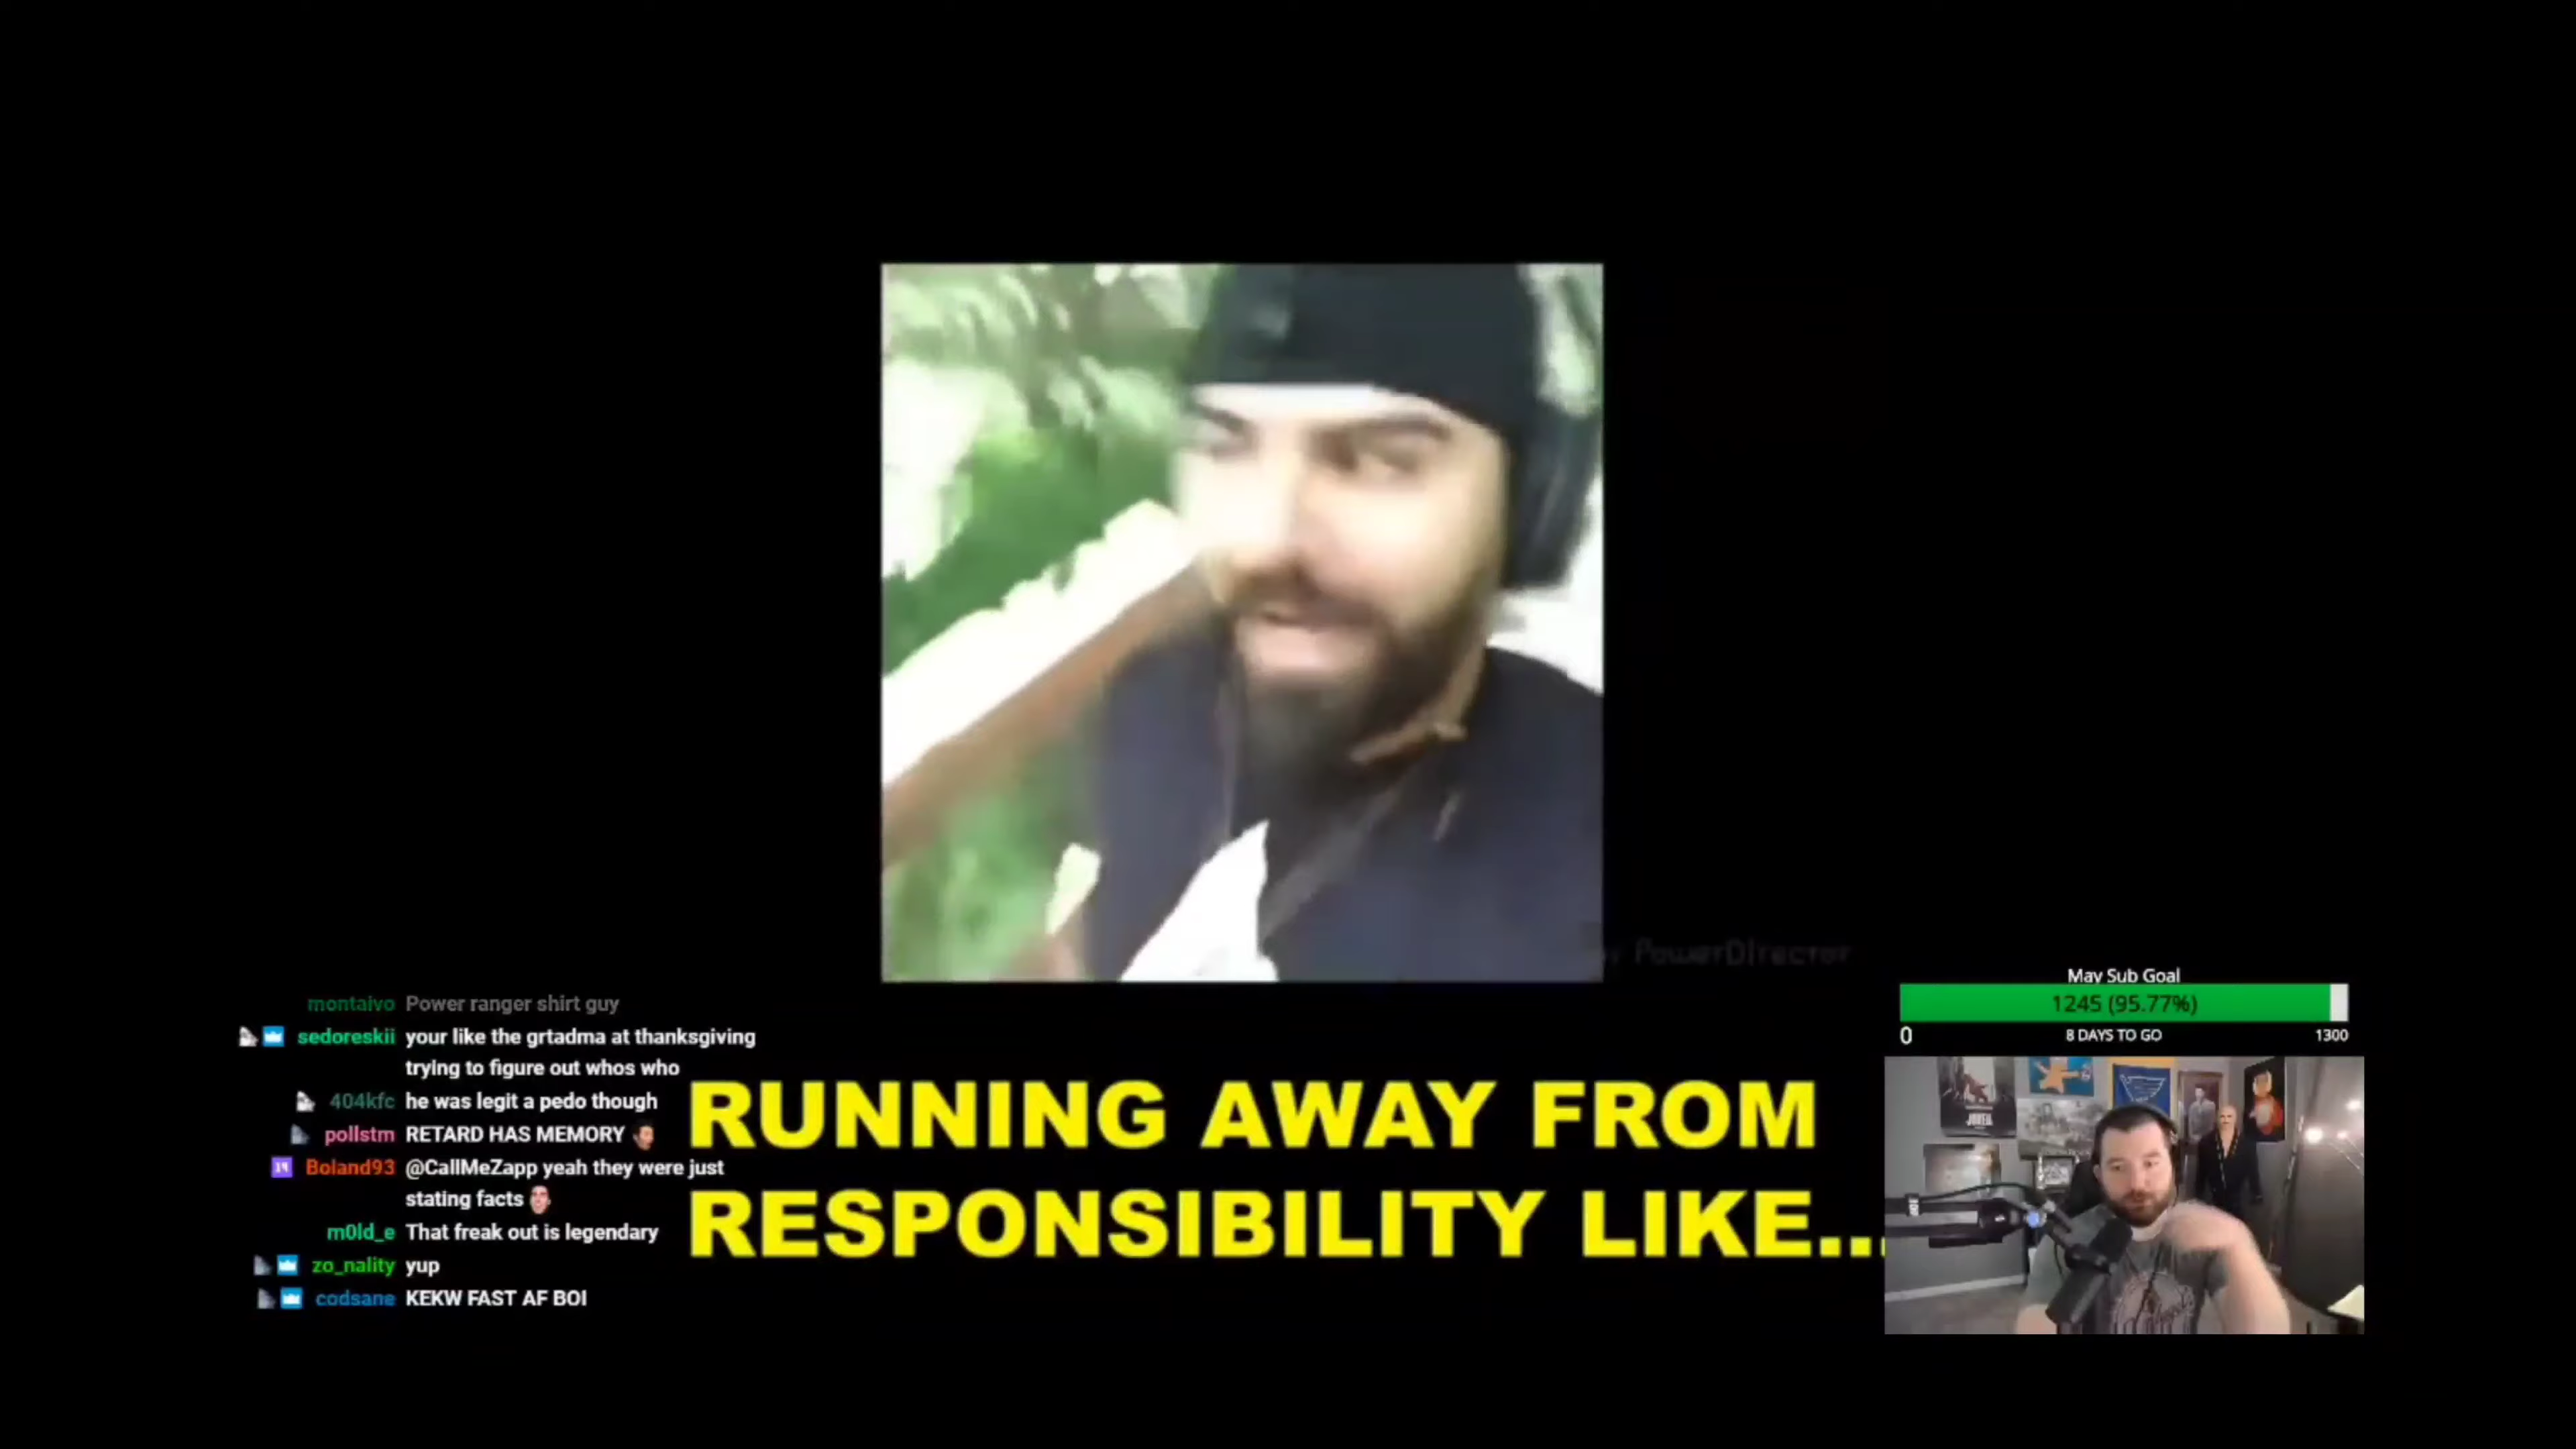 PowerDirector
montaivo Power ranger shirt guy
sedoreskii your like the grtadma at thanksgiving
trying to figure out whos who
404kfc he was legit a pedo though
pollstm RETARD HAS MEMORY
Boland93 @CallMeZapp yeah they were just
stating facts
m0ld_e That freak out is legendary
zo_nality yup
codsane KEKW FAST AF BOI
RUNNING AWAY FROM
RESPONSIBILITY LIKE...
May Sub Goal
1245 (95.77%)
0 8 DAYS TO GO 1300